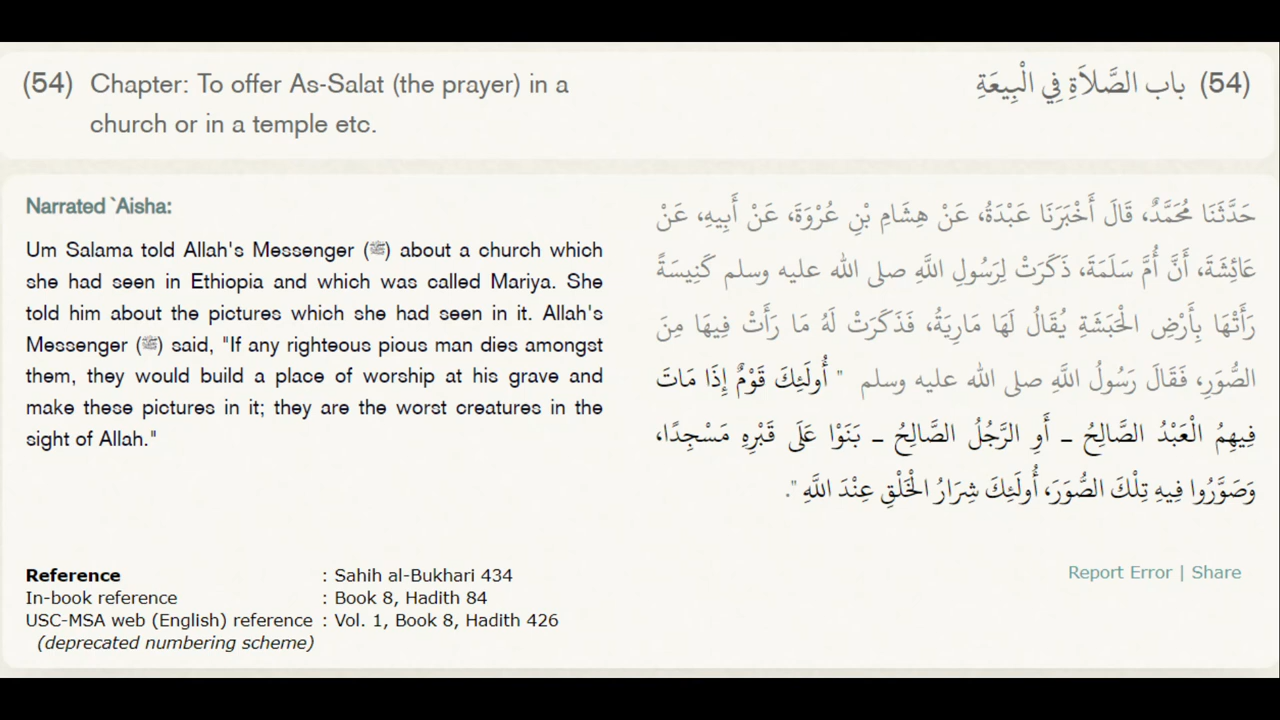 (54) Chapter: To offer As-Salat (the prayer) in a
church or in a temple etc.
(54) باب الصَّلاَةِ فِي الْبِيعَةِ
Narrated `Aisha:
Um Salama told Allah's Messenger (ﷺ) about a church which
she had seen in Ethiopia and which was called Mariya. She
told him about the pictures which she had seen in it. Allah's
Messenger (ﷺ) said, "If any righteous pious man dies amongst
them, they would build a place of worship at his grave and
make these pictures in it; they are the worst creatures in the
sight of Allah."
حَدَّثَنَا مُحَمَّدٌ، قَالَ أَخْبَرَنَا عَبْدَةُ، عَنْ هِشَامِ بْنِ عُرْوَةَ، عَنْ أَبِيهِ، عَنْ
عَائِشَةَ، أَنَّ أُمَّ سَلَمَةَ، ذَكَرَتْ لِرَسُولِ اللَّهِ صلى الله عليه وسلم كَنِيسَةً
رَأَتْهَا بِأَرْضِ الْحَبَشَةِ يُقَالُ لَهَا مَارِيَةُ، فَذَكَرَتْ لَهُ مَا رَأَتْ فِيهَا مِنَ
الصُّوَرِ، فَقَالَ رَسُولُ اللَّهِ صلى الله عليه وسلم " أُولَئِكَ قَوْمٌ إِذَا مَاتَ
فِيهِمُ الْعَبْدُ الصَّالِحُ ـ أَوِ الرَّجُلُ الصَّالِحُ ـ بَنَوْا عَلَى قَبْرِهِ مَسْجِدًا،
وَصَوَّرُوا فِيهِ تِلْكَ الصُّوَرَ، أُولَئِكَ شِرَارُ الْخَلْقِ عِنْدَ اللَّهِ ".
Reference : Sahih al-Bukhari 434
In-book reference : Book 8, Hadith 84
USC-MSA web (English) reference : Vol. 1, Book 8, Hadith 426
(deprecated numbering scheme)
Report Error | Share